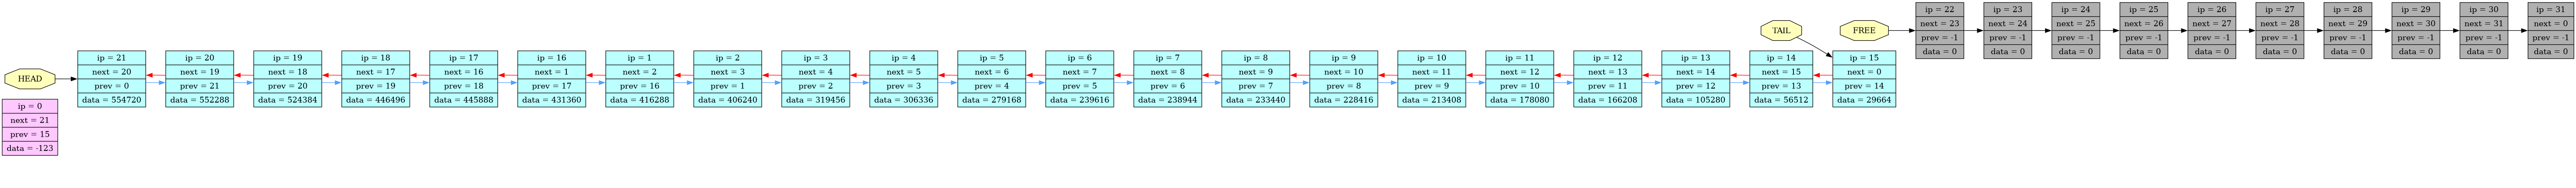 HEAD
ip = 0
next = 21
prev = 15
data = -123
ip = 21
next = 20
prev = 0
data = 554720
ip = 20
next = 19
prev = 21
data = 552288
ip = 19
next = 18
prev = 20
data = 524384
ip = 18
next = 17
prev = 19
data = 446496
ip = 17
next = 16
prev = 18
data = 445888
ip = 16
next = 1
prev = 17
data = 431360
ip = 1
next = 2
prev = 16
data = 416288
ip = 2
next = 3
prev = 1
data = 406240
ip = 3
next = 4
prev = 2
data = 319456
ip = 4
next = 5
prev = 3
data = 306336
ip = 5
next = 6
prev = 4
data = 279168
ip = 6
next = 7
prev = 5
data = 239616
ip = 7
next = 8
prev = 6
data = 238944
ip = 8
next = 9
prev = 7
data = 233440
ip = 9
next = 10
prev = 8
data = 228416
ip = 10
next = 11
prev = 9
data = 213408
ip = 11
next = 12
prev = 10
data = 178080
ip = 12
next = 13
prev = 11
data = 166208
ip = 13
next = 14
prev = 12
data = 105280
ip = 14
next = 15
prev = 13
data = 56512
TAIL
ip = 15
next = 0
prev = 14
data = 29664
FREE
ip = 22
next = 23
prev = -1
data = 0
ip = 23
next = 24
prev = -1
data = 0
ip = 24
next = 25
prev = -1
data = 0
ip = 25
next = 26
prev = -1
data = 0
ip = 26
next = 27
prev = -1
data = 0
ip = 27
next = 28
prev = -1
data = 0
ip = 28
next = 29
prev = -1
data = 0
ip = 29
next = 30
prev = -1
data = 0
ip = 30
next = 31
prev = -1
data = 0
ip = 31
next = 0
prev = -1
data = 0